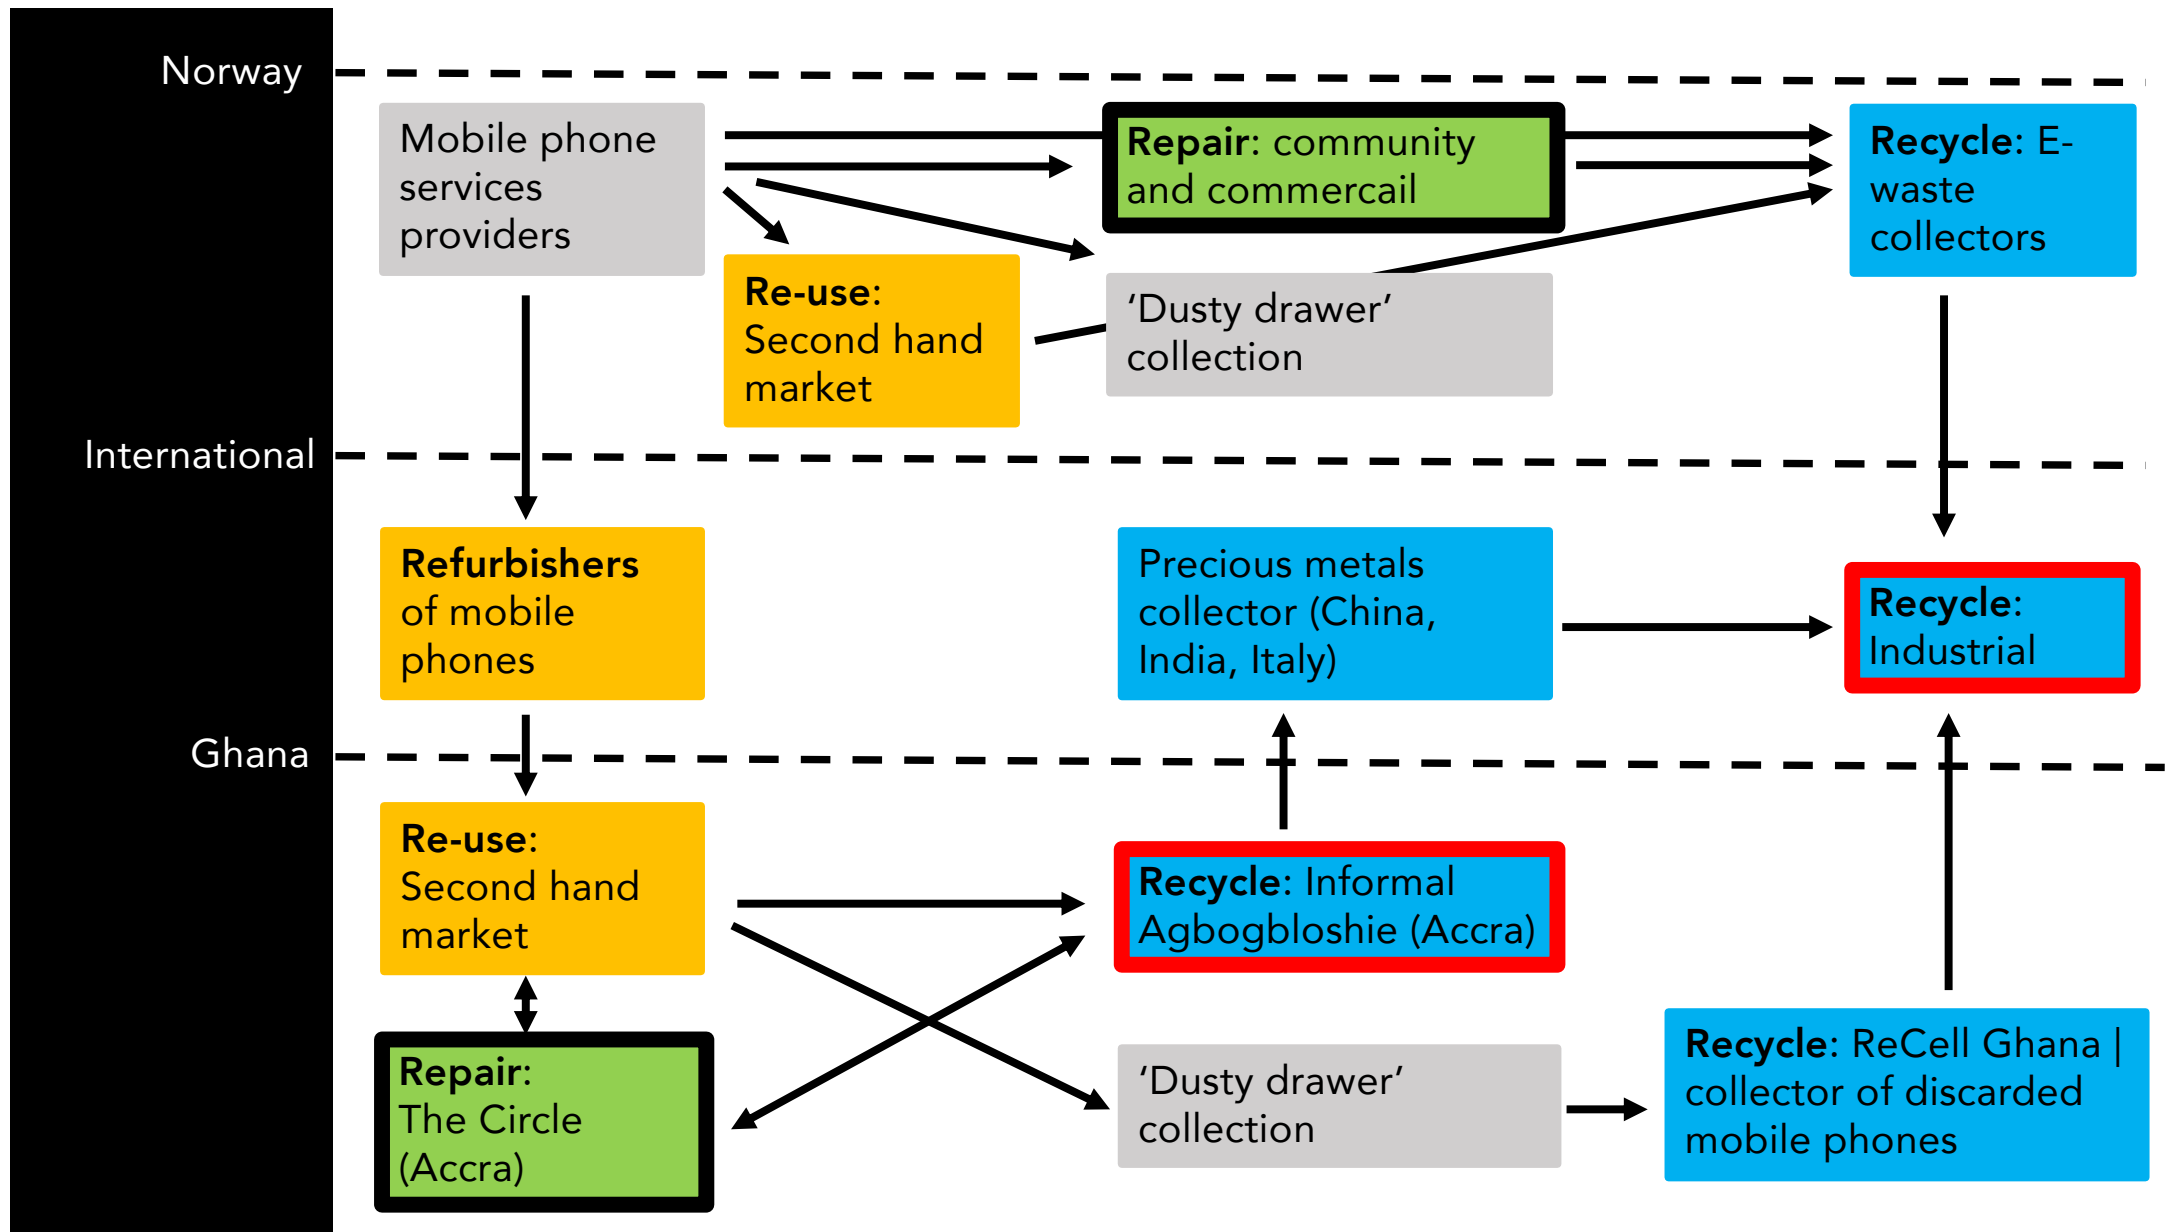 Norway
Mobile phone
services
providers
Repair: community
and commercail
Recycle: E-
waste
collectors
Re-use:
Second hand
market
‘Dusty drawer’
collection
International
Refurbishers
of mobile
phones
Precious metals
collector (China,
India, Italy)
Recycle:
Industrial
Ghana
Re-use:
Second hand
market
Recycle: Informal
Agbogbloshie (Accra)
Repair:
The Circle
(Accra)
‘Dusty drawer’
collection
Recycle: ReCell Ghana |
collector of discarded
mobile phones